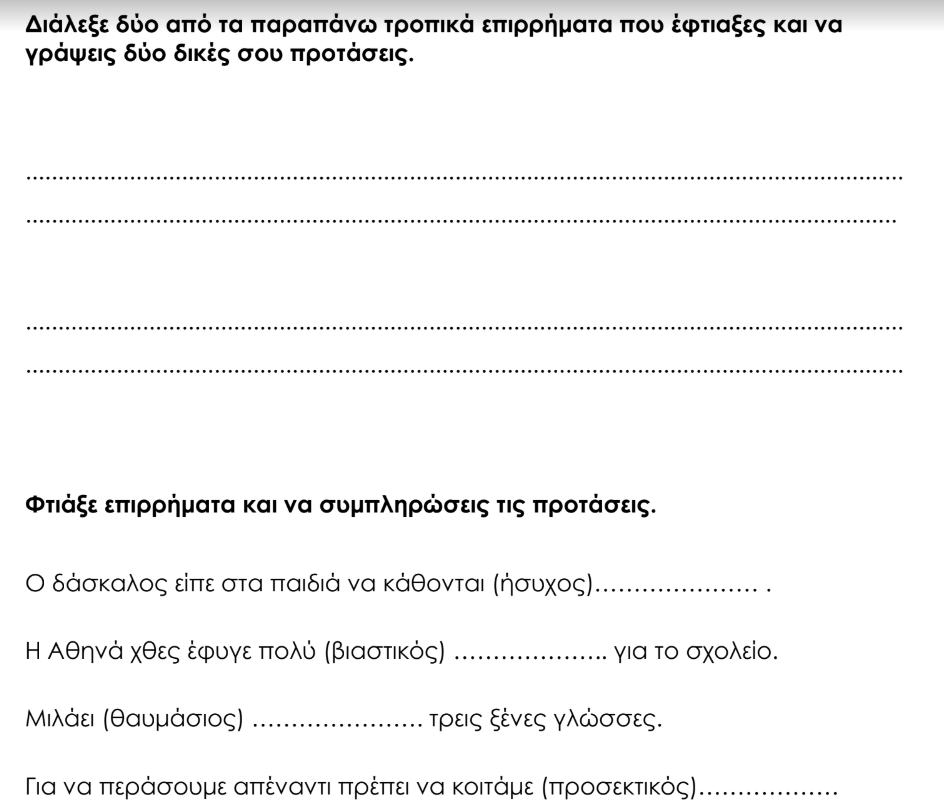 Διάλεξε δύο από τα παραπάνω τροπικά επιρρήματα που έφτιαξες και να
γράψεις δύο δικές σου προτάσεις.
........................................................................................................................
.......................................................................................................................
........................................................................................................................
........................................................................................................................
Φτιάξε επιρρήματα και να συμπληρώσεις τις προτάσεις.
Ο δάσκαλος είπε στα παιδιά να κάθονται (ήσυχος)..................... .
Η Αθηνά χθες έφυγε πολύ (βιαστικός) .................... για το σχολείο.
Μιλάει (θαυμάσιος) ...................... τρεις ξένες γλώσσες.
Για να περάσουμε απέναντι πρέπει να κοιτάμε (προσεκτικός)..................